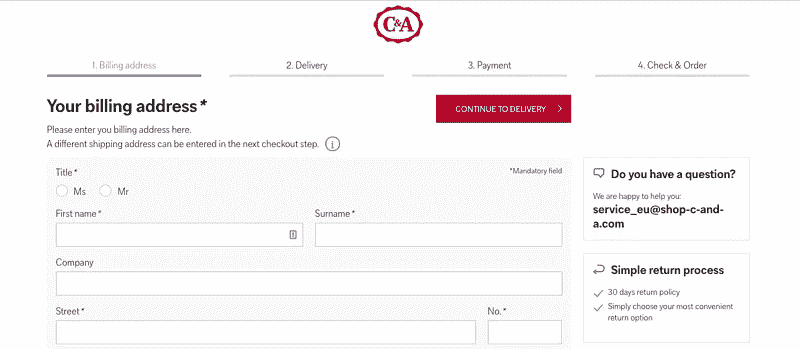 C&A
1. Billing address
2. Delivery
3. Payment
4. Check & Order
Your billing address*
CONTINUE TO DELIVERY
Please enter you billing address here.
A different shipping address can be entered in the next checkout step.
Title*
*Mandatory field
Ms
Mr
First name*
Surname*
Company
Street*
No.*
Do you have a question?
We are happy to help you:
service_eu@shop-c-and-
a.com
Simple return process
30 days return policy
Simply choose your most convenient
return option